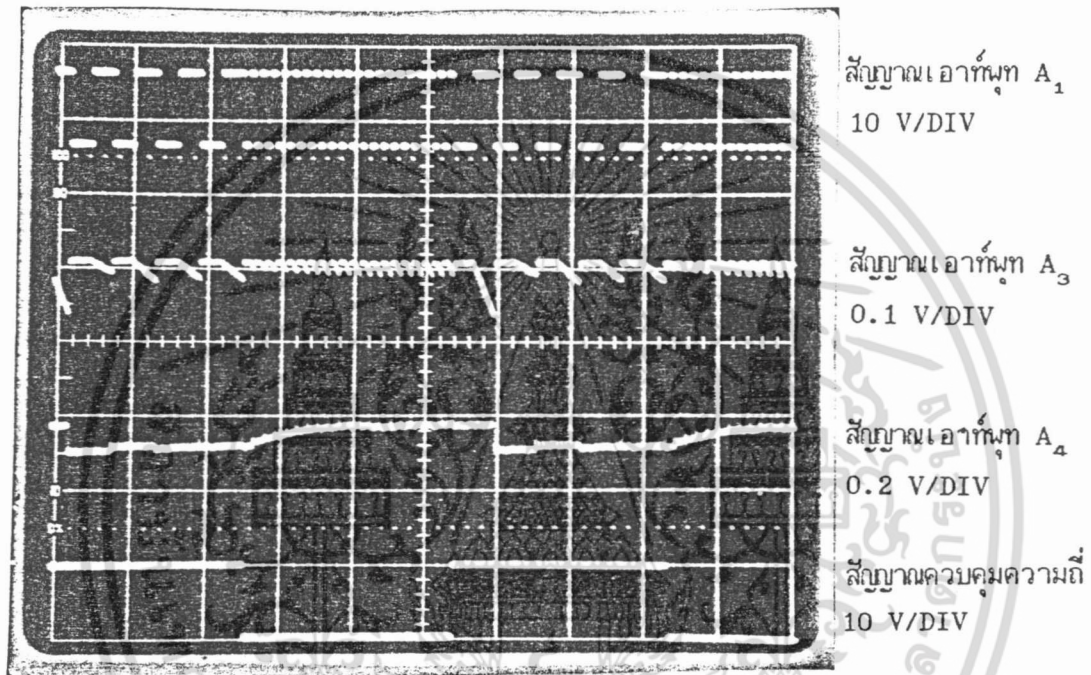 สัญญาณเอาท์พุท A₁
10 V/DIV
สัญญาณเอาท์พุท A₃
0.1 V/DIV
สัญญาณเอาท์พุท A₄
0.2 V/DIV
สัญญาณควบคุมความถี่
10 V/DIV